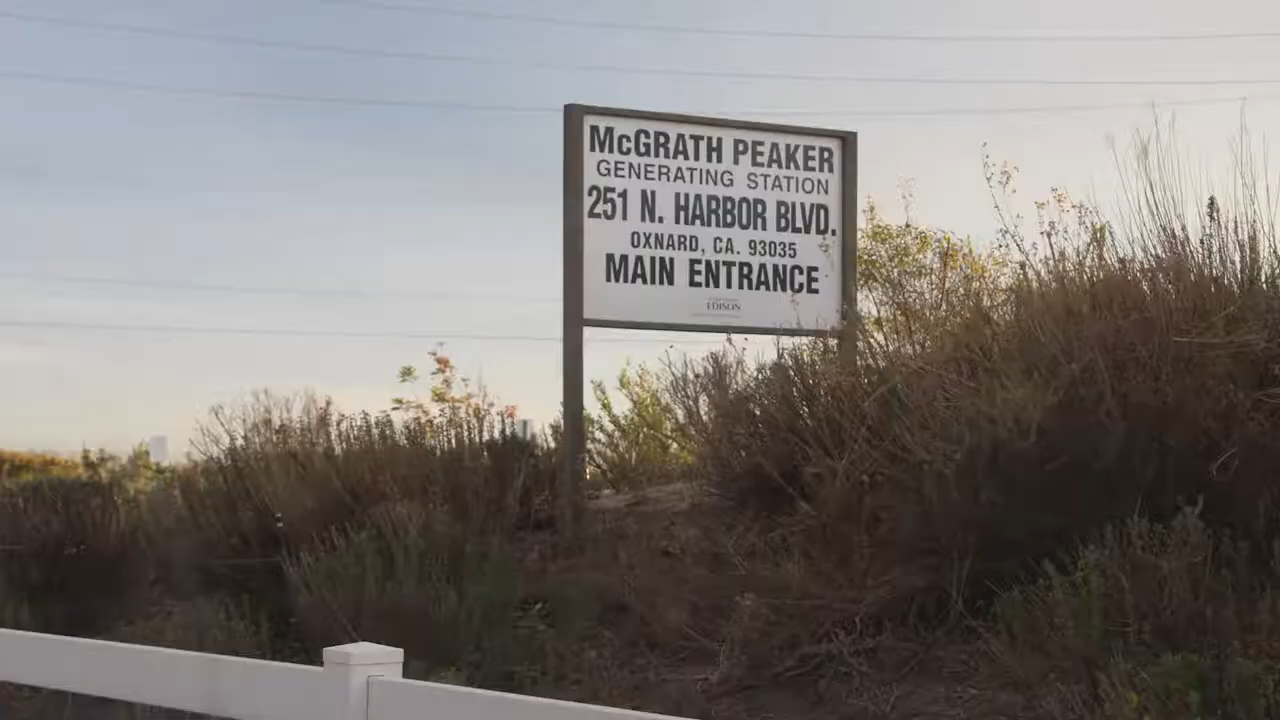 McGRATH PEAKER
GENERATING STATION
251 N. HARBOR BLVD.
OXNARD, CA. 93035
MAIN ENTRANCE
EDISON